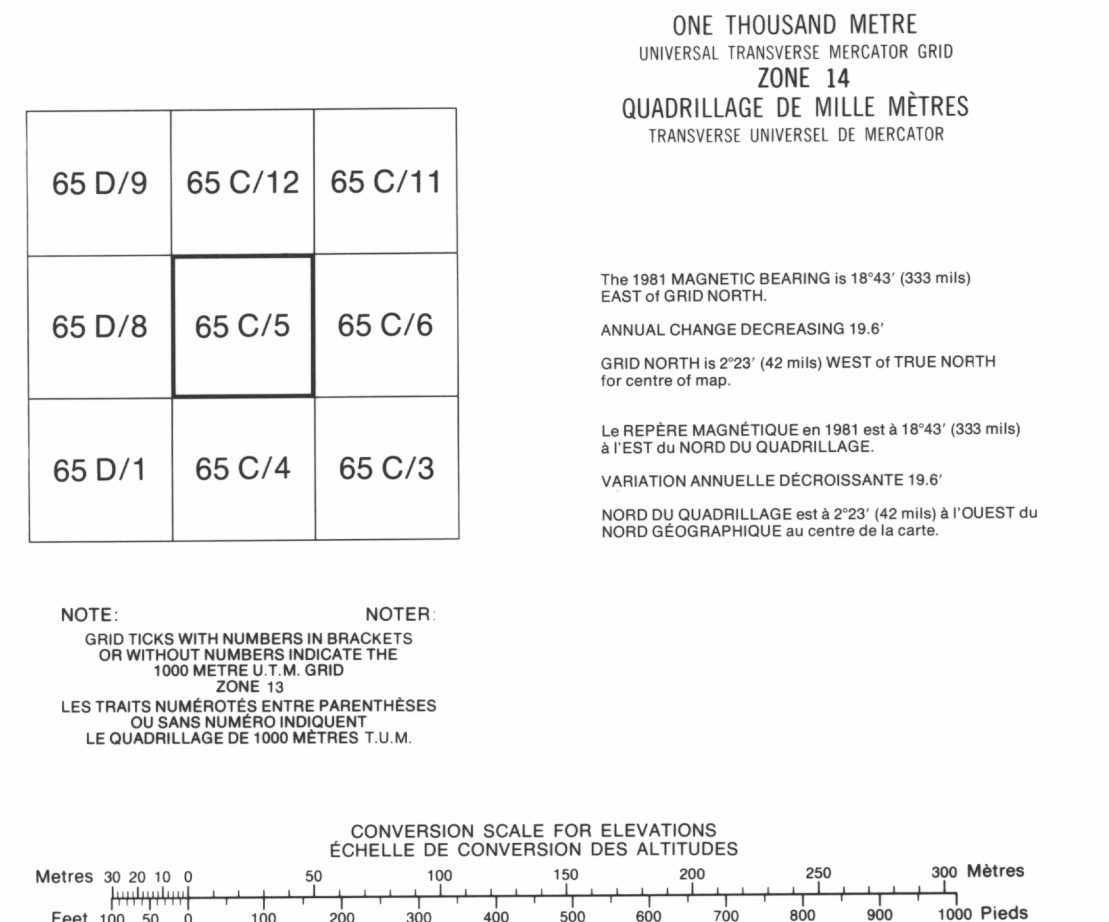 ONE THOUSAND METRE
UNIVERSAL TRANSVERSE MERCATOR GRID
ZONE 14
QUADRILLAGE DE MILLE MÈTRES
TRANSVERSE UNIVERSEL DE MERCATOR
65 D/9 65 C/12 65 C/11
65 D/8 65 C/5 65 C/6
65 D/1 65 C/4 65 C/3
The 1981 MAGNETIC BEARING is 18°43′ (333 mils)
EAST of GRID NORTH.
ANNUAL CHANGE DECREASING 19.6′
GRID NORTH is 2°23′ (42 mils) WEST of TRUE NORTH
for centre of map.
Le REPÈRE MAGNÉTIQUE en 1981 est à 18°43′ (333 mils)
à l'EST du NORD DU QUADRILLAGE.
VARIATION ANNUELLE DÉCROISSANTE 19.6′
NORD DU QUADRILLAGE est à 2°23′ (42 mils) à l'OUEST du
NORD GÉOGRAPHIQUE au centre de la carte.
NOTE: NOTER:
GRID TICKS WITH NUMBERS IN BRACKETS
OR WITHOUT NUMBERS INDICATE THE
1000 METRE U.T.M. GRID
ZONE 13
LES TRAITS NUMÉROTÉS ENTRE PARENTHÈSES
OU SANS NUMÉRO INDIQUENT
LE QUADRILLAGE DE 1000 MÈTRES T.U.M.
CONVERSION SCALE FOR ELEVATIONS
ÉCHELLE DE CONVERSION DES ALTITUDES
Metres 30 20 10 0 50 100 150 200 250 300 Mètres
Feet 100 50 0 100 200 300 400 500 600 700 800 900 1000 Pieds